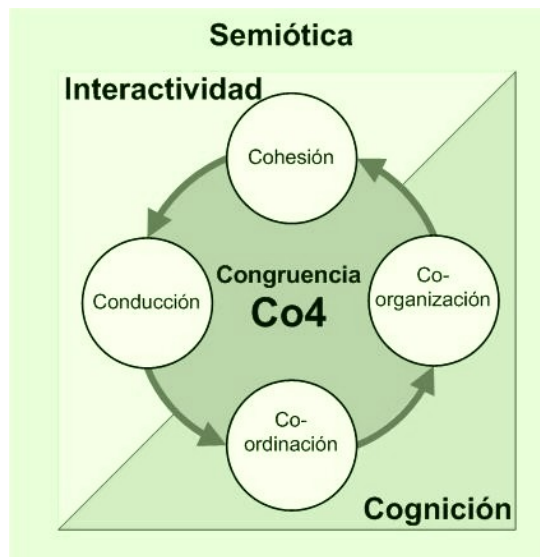 Semiótica
Interactividad
Cohesión
Conducción
Congruencia
Co4
Co-
organización
Co-
ordinación
Cognición